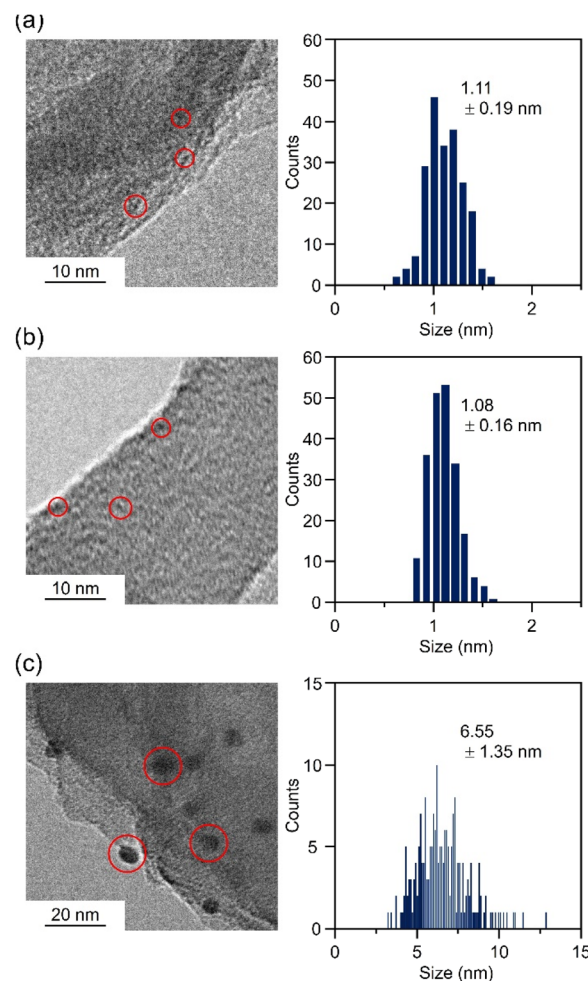 (a)
10 nm
60
50
40
30
20
10
0
Counts
1.11
± 0.19 nm
0 1 2
Size (nm)
(b)
10 nm
60
50
40
30
20
10
0
Counts
1.08
± 0.16 nm
0 1 2
Size (nm)
(c)
20 nm
15
10
5
0
Counts
6.55
± 1.35 nm
0 5 10 15
Size (nm)